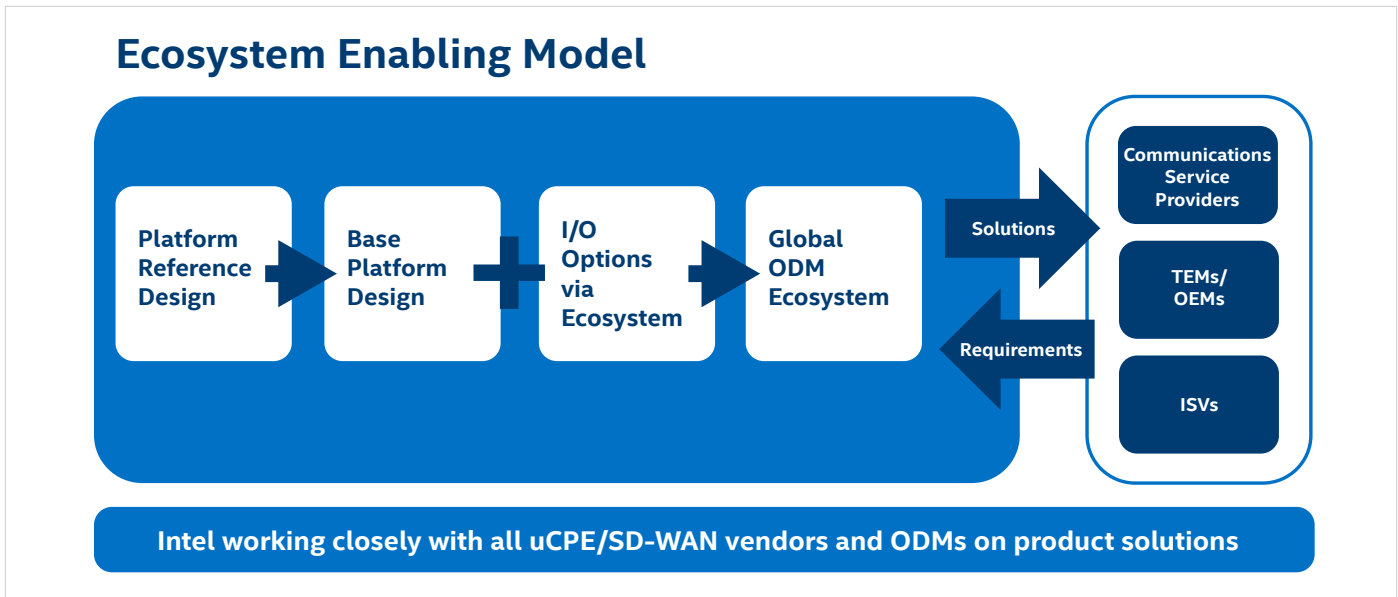 Ecosystem Enabling Model
Platform
Reference
Design
Base
Platform
Design
I/O
Options
via
Ecosystem
Global
ODM
Ecosystem
Solutions
Requirements
Communications
Service
Providers
TEMs/
OEMs
ISVs
Intel working closely with all uCPE/SD-WAN vendors and ODMs on product solutions